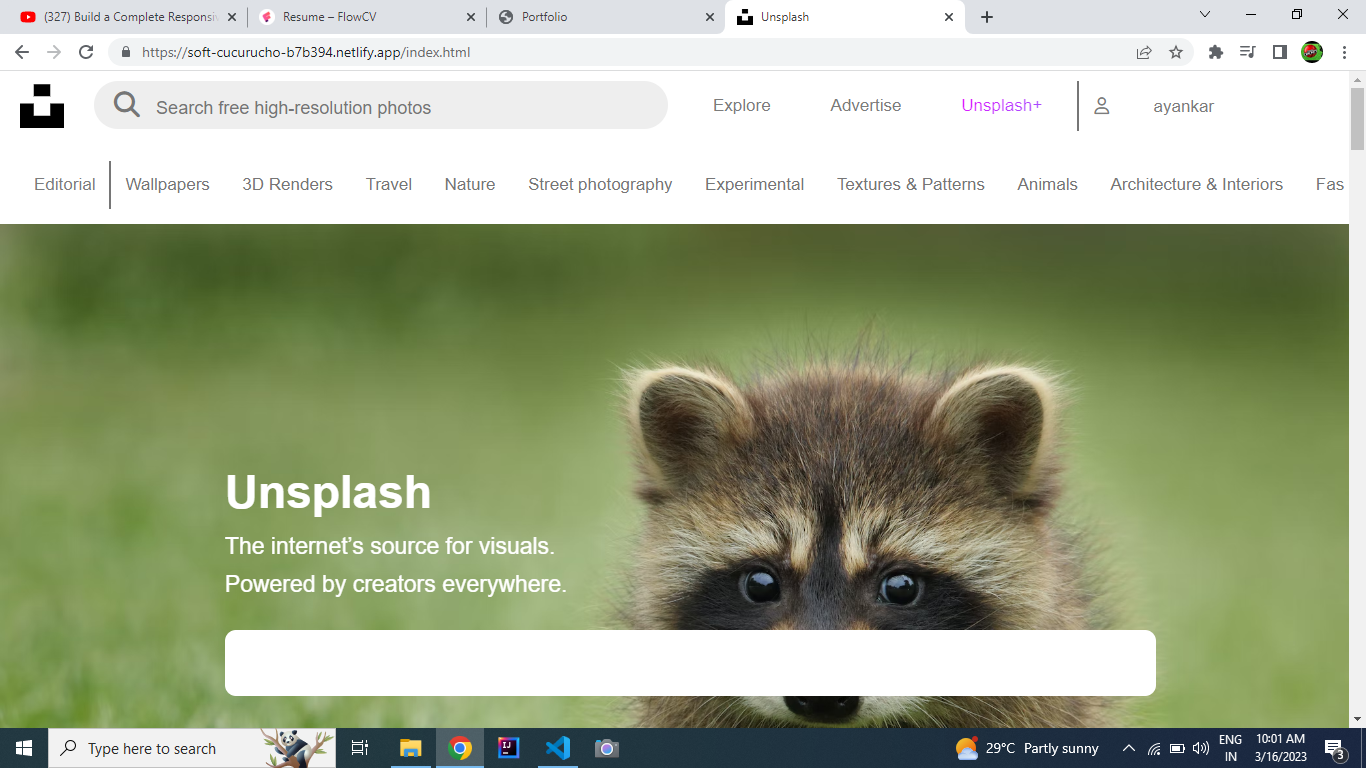 (327) Build a Complete Responsiv
Resume – FlowCV
Portfolio
Unsplash
https://soft-cucurucho-b7b394.netlify.app/index.html
Search free high-resolution photos
Explore
Advertise
Unsplash+
ayankar
Editorial
Wallpapers
3D Renders
Travel
Nature
Street photography
Experimental
Textures & Patterns
Animals
Architecture & Interiors
Fas
Unsplash
The internet's source for visuals.
Powered by creators everywhere.
Type here to search
29°C Partly sunny
ENG
IN
10:01 AM
3/16/2023
3